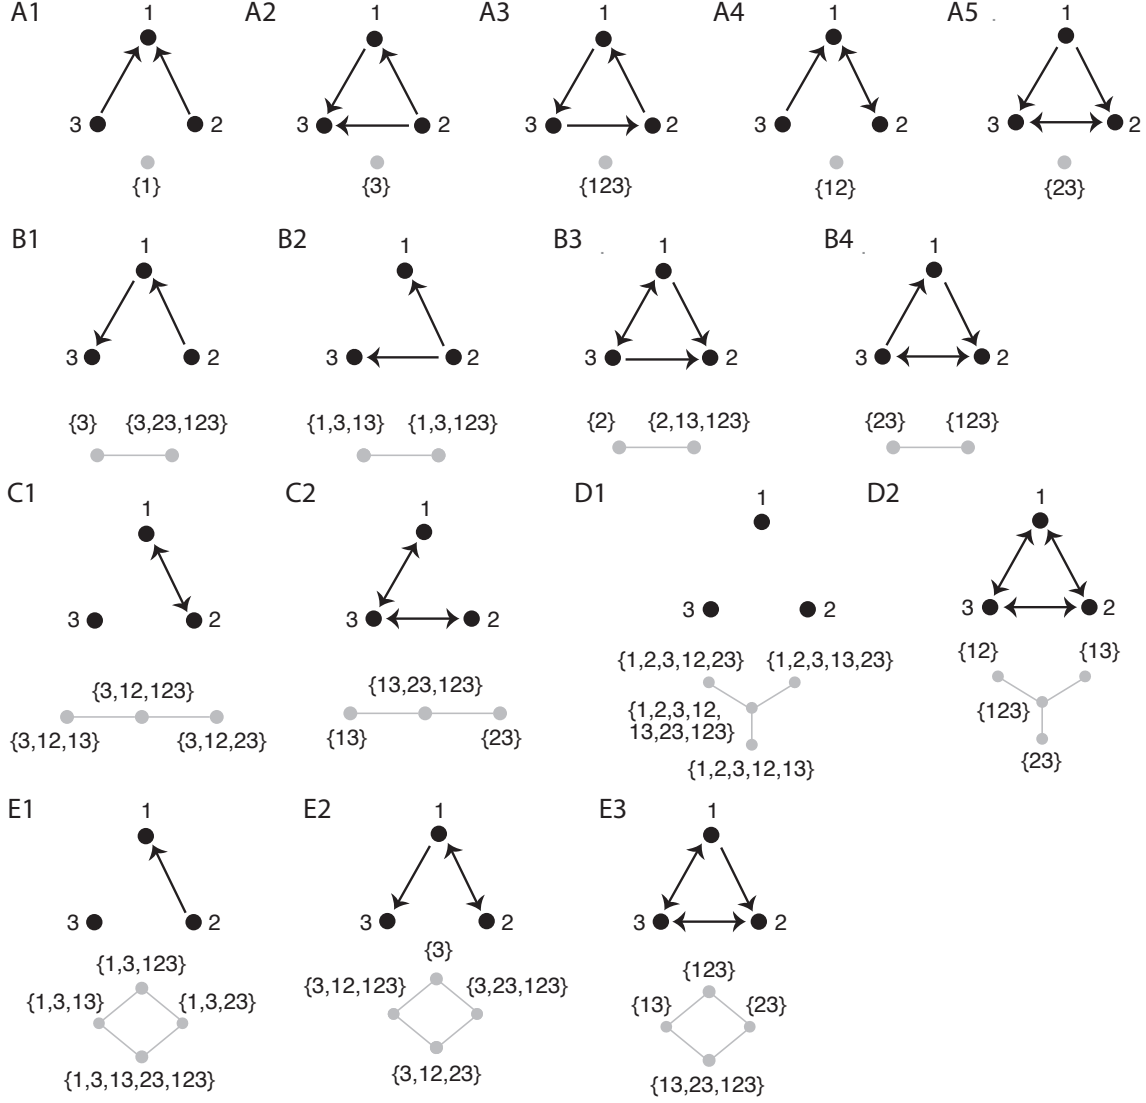 A1 A2 A3 A4 A5
1 1 1 1 1
3 2 3 2 3 2 3 2 3 2
{1} {3} {123} {12} {23}
B1 B2 B3 B4
1 1 1 1
3 2 3 2 3 2 3 2
{3} {3,23,123} {1,3,13} {1,3,123} {2} {2,13,123} {23} {123}
C1 C2 D1 D2
1 1 1 1
3 2 3 2 3 2 3 2
{3,12,123} {13,23,123} {1,2,3,12,23} {1,2,3,13,23} {12} {13}
{3,12,13} {3,12,23} {13} {23} {1,2,3,12,
13,23,123} {123}
{1,2,3,12,13} {23}
E1 E2 E3
1 1 1
3 2 3 2 3 2
{1,3,123} {3} {123}
{1,3,13} {1,3,23} {3,12,123} {3,23,123} {13} {23}
{1,3,13,23,123} {3,12,23} {13,23,123}